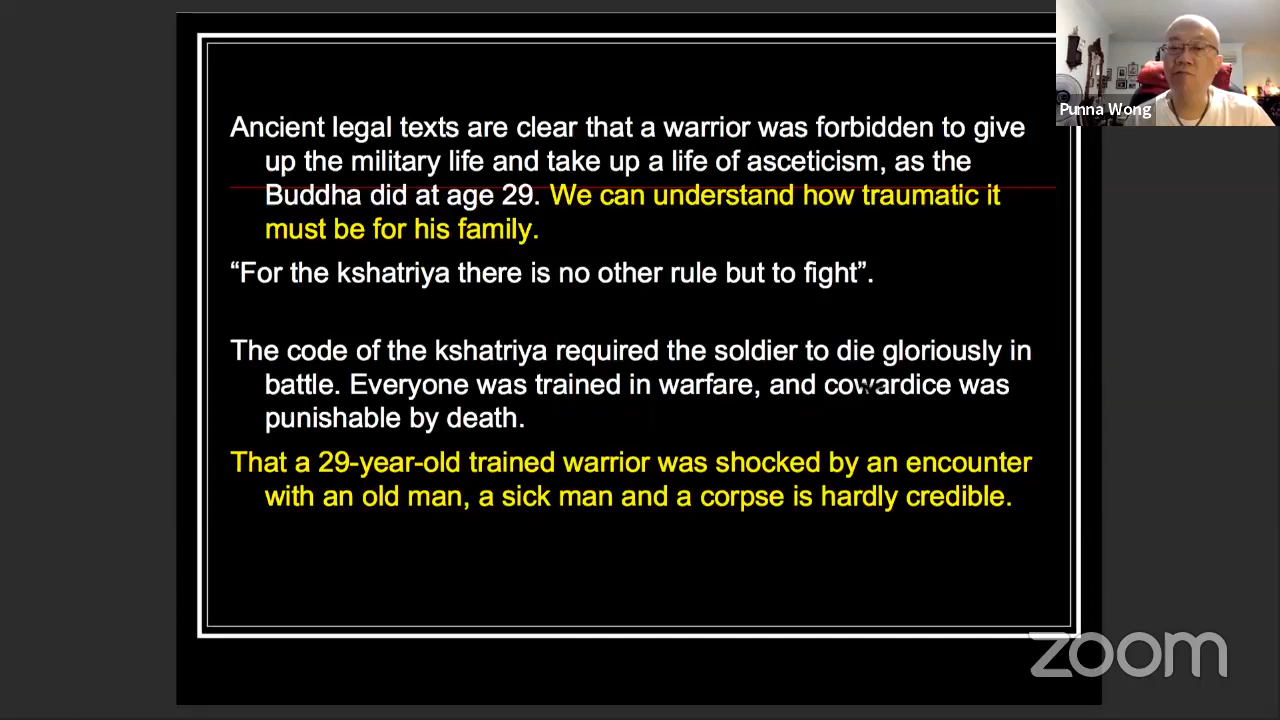 Punna Wong
Ancient legal texts are clear that a warrior was forbidden to give
up the military life and take up a life of asceticism, as the
Buddha did at age 29. We can understand how traumatic it
must be for his family.
“For the kshatriya there is no other rule but to fight”.
The code of the kshatriya required the soldier to die gloriously in
battle. Everyone was trained in warfare, and cowardice was
punishable by death.
That a 29-year-old trained warrior was shocked by an encounter
with an old man, a sick man and a corpse is hardly credible.
zoom